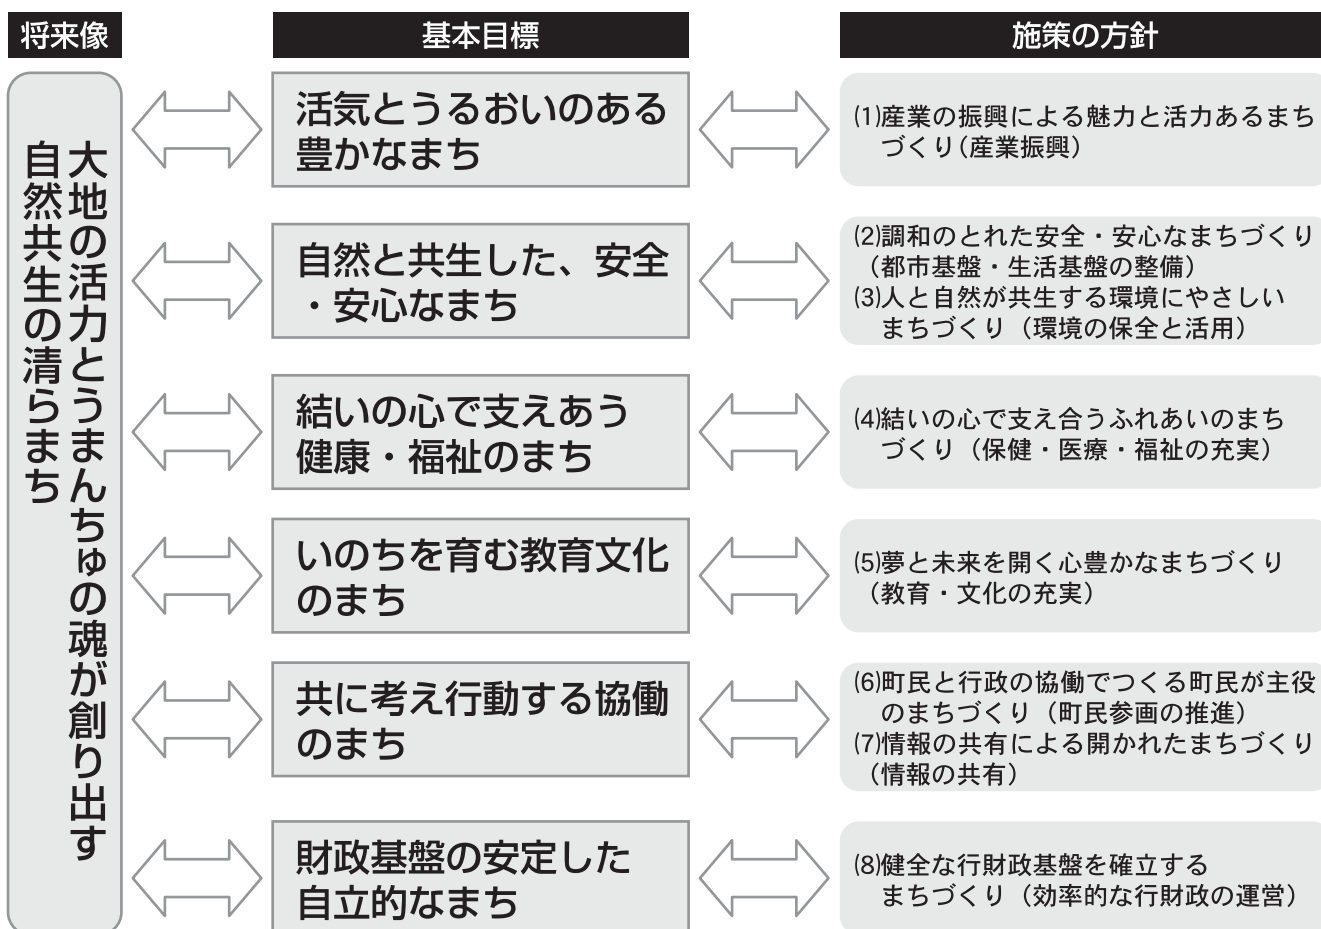 将来像
大地の活力とうまんちゅの魂が創り出す
自然共生の清らまち
基本目標
施策の方針
活気とうるおいのある
豊かなまち
⑴産業の振興による魅力と活力あるまち
づくり(産業振興)
自然と共生した、安全
・安心なまち
⑵調和のとれた安全・安心なまちづくり
（都市基盤・生活基盤の整備）
⑶人と自然が共生する環境にやさしい
まちづくり（環境の保全と活用）
結いの心で支えあう
健康・福祉のまち
⑷結いの心で支え合うふれあいのまち
づくり（保健・医療・福祉の充実）
いのちを育む教育文化
のまち
⑸夢と未来を開く心豊かなまちづくり
（教育・文化の充実）
共に考え行動する協働
のまち
⑹町民と行政の協働でつくる町民が主役
のまちづくり（町民参画の推進）
⑺情報の共有による開かれたまちづくり
（情報の共有）
財政基盤の安定した
自立的なまち
⑻健全な行財政基盤を確立する
まちづくり（効率的な行財政の運営）